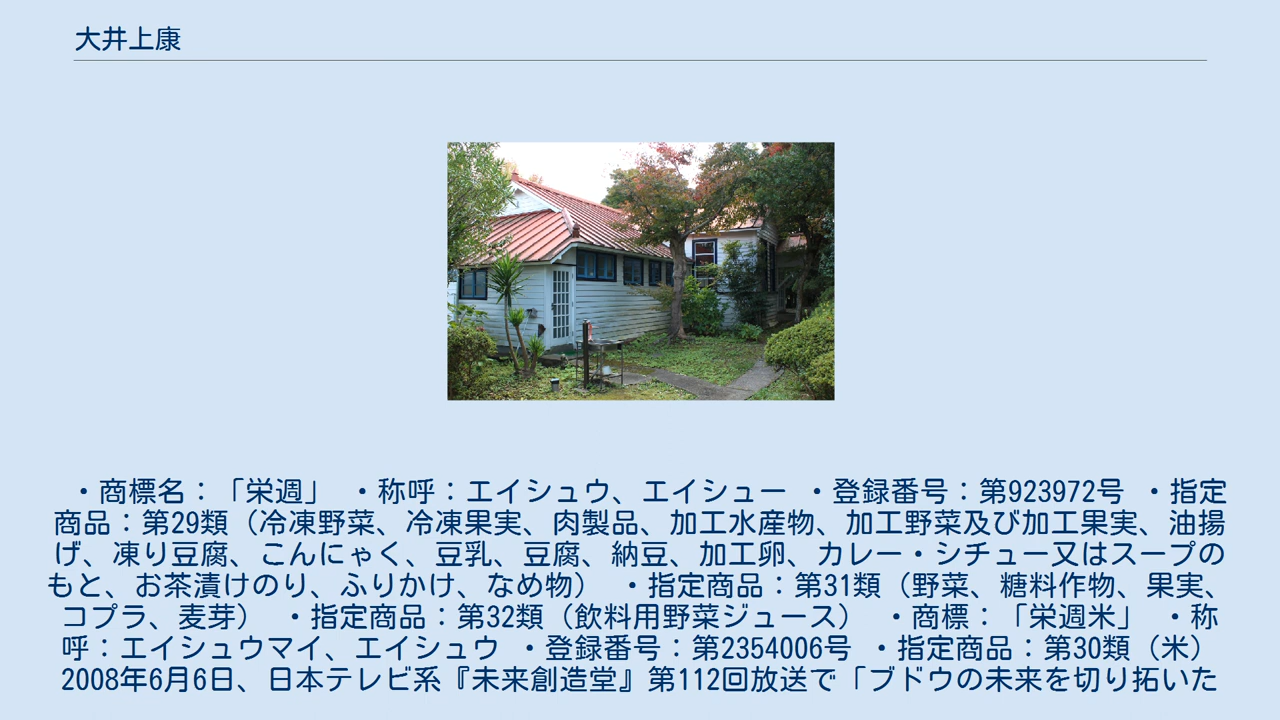 大井上康
・商標名：「栄週」 ・称呼：エイシュウ、エイシュー ・登録番号：第923972号 ・指定
商品：第29類（冷凍野菜、冷凍果実、肉製品、加工水産物、加工野菜及び加工果実、油揚
げ、凍り豆腐、こんにゃく、豆乳、豆腐、納豆、加工卵、カレー・シチュー又はスープの
もと、お茶漬けのり、ふりかけ、なめ物） ・指定商品：第31類（野菜、糖料作物、果実、
コプラ、麦芽） ・指定商品：第32類（飲料用野菜ジュース） ・商標：「栄週米」 ・称
呼：エイシュウマイ、エイシュウ ・登録番号：第2354006号 ・指定商品：第30類（米）
2008年6月6日、日本テレビ系『未来創造堂』第112回放送で「ブドウの未来を切り拓いた